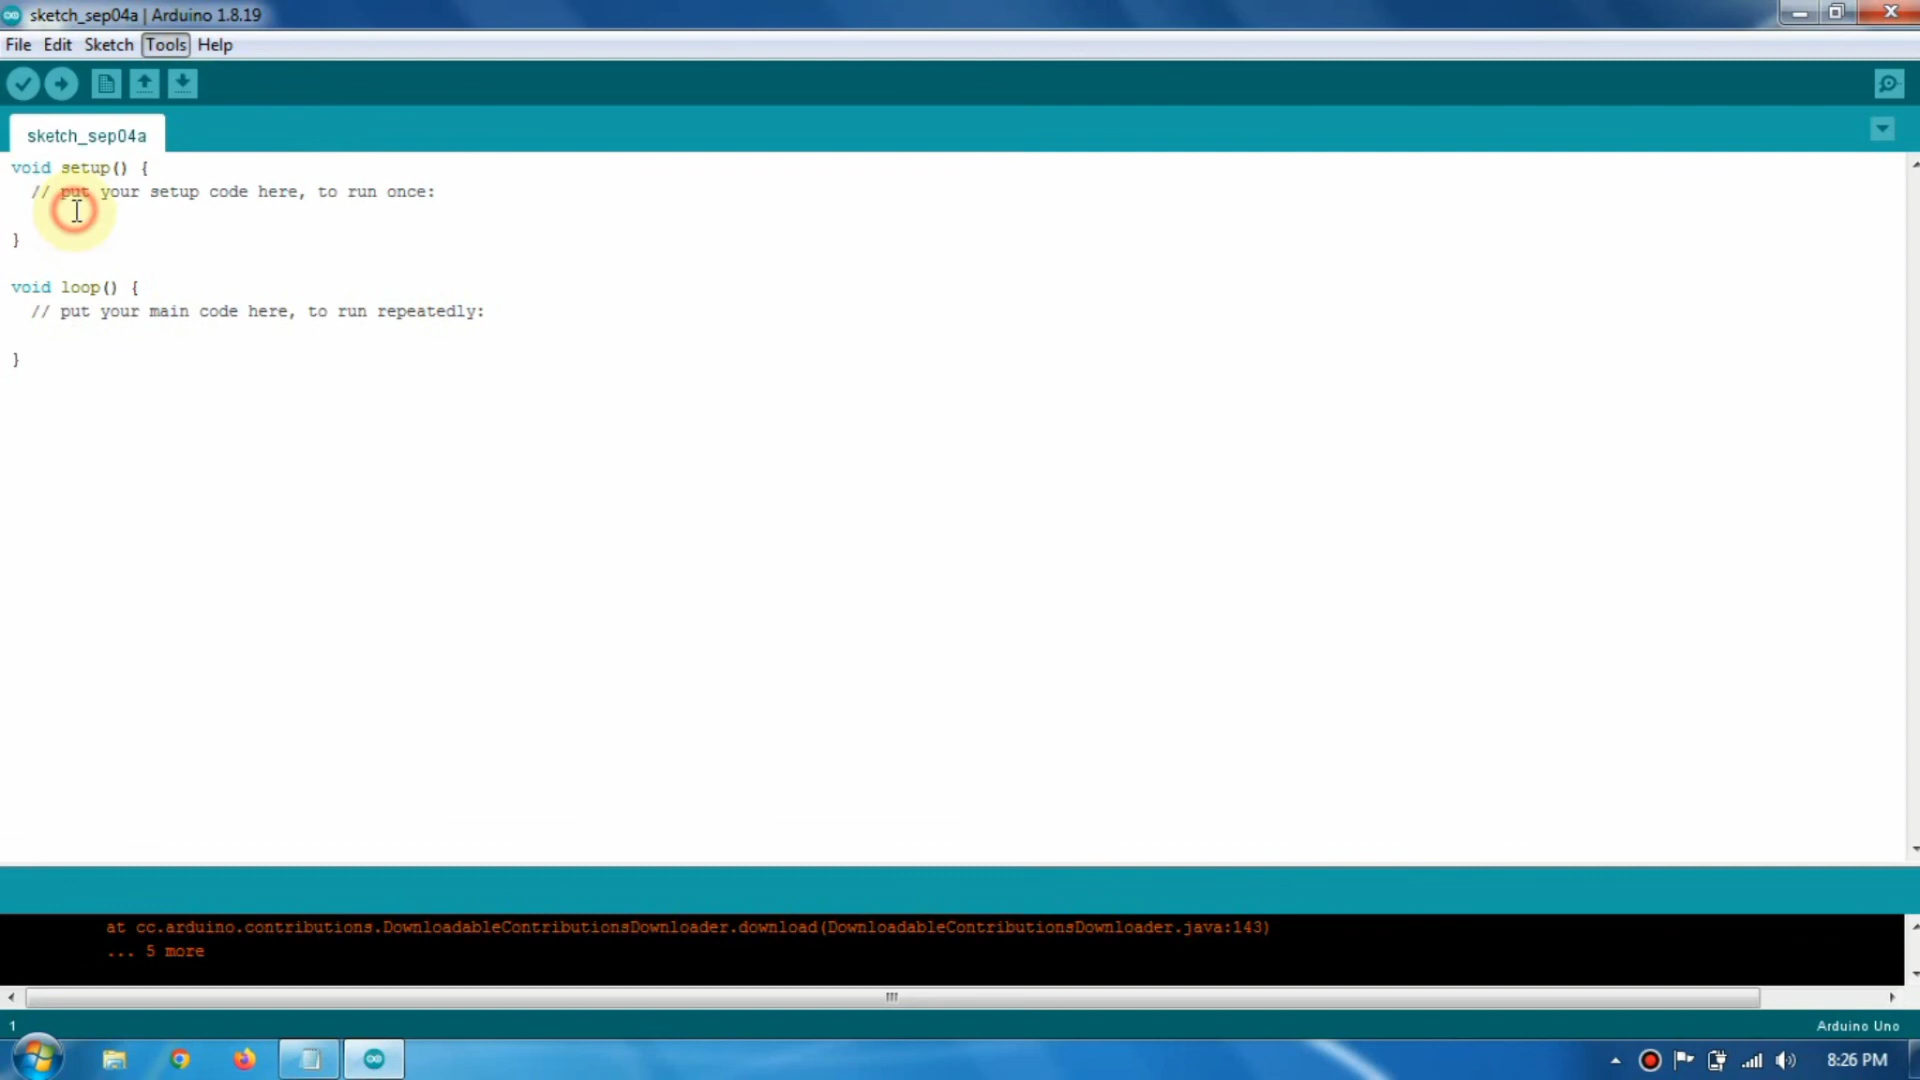 sketch_sep04a | Arduino 1.8.19
File Edit Sketch Tools Help
sketch_sep04a
void setup() {
// put your setup code here, to run once:
}
void loop() {
// put your main code here, to run repeatedly:
}
at cc.arduino.contributions.DownloadableContributionsDownloader.download(DownloadableContributionsDownloader.java:143)
... 5 more
1 Arduino Uno
8:26 PM